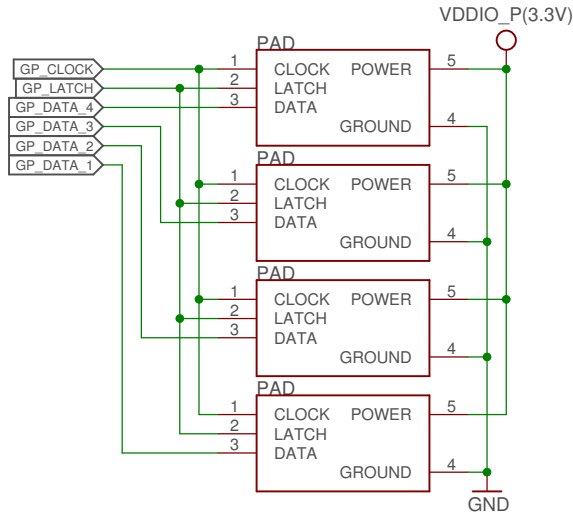 VDDIO_P(3.3V)
GP_CLOCK
GP_LATCH
GP_DATA_4
GP_DATA_3
GP_DATA_2
GP_DATA_1
PAD
1 CLOCK POWER 5
2 LATCH
3 DATA
GROUND 4
PAD
1 CLOCK POWER 5
2 LATCH
3 DATA
GROUND 4
PAD
1 CLOCK POWER 5
2 LATCH
3 DATA
GROUND 4
PAD
1 CLOCK POWER 5
2 LATCH
3 DATA
GROUND 4
GND